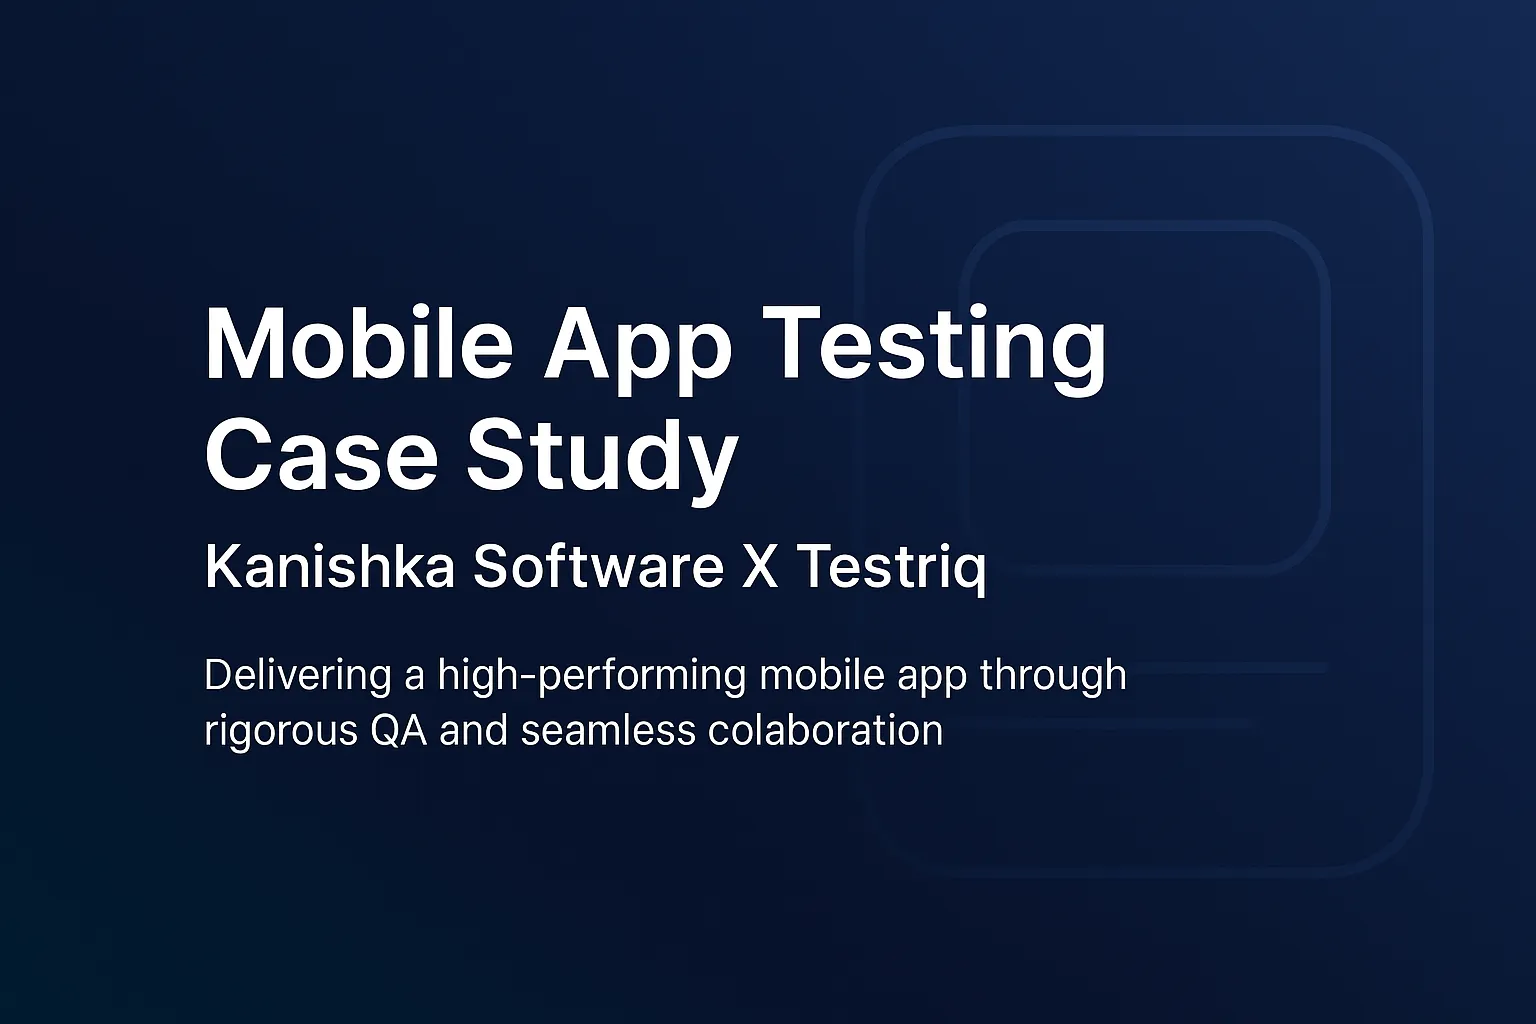 Mobile App Testing
Case Study
Kanishka Software X Testriq
Delivering a high-performing mobile app through
rigorous QA and seamless colaboration